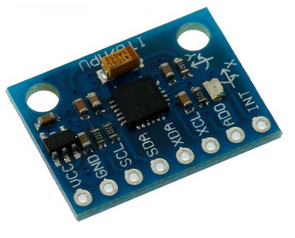 ITG/MPU
X
Y
VCC
GND
SCL
SDA
XDA
XCL
AD0
INT